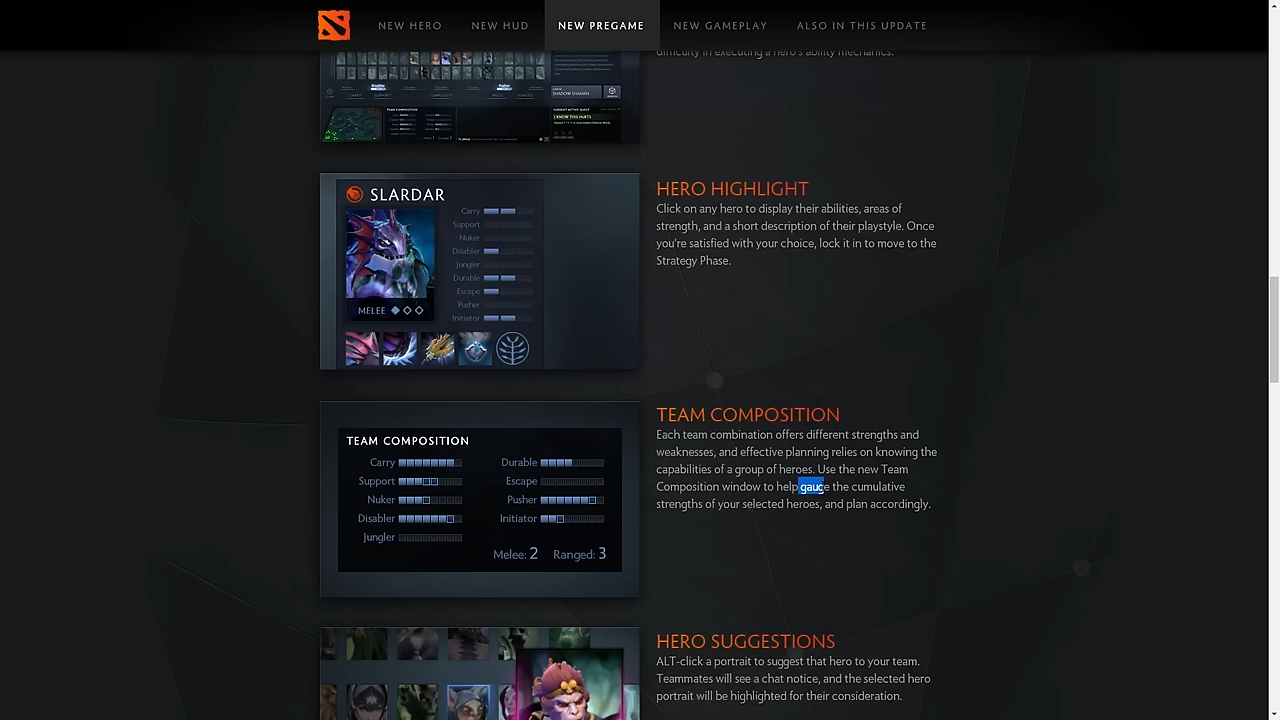 NEW HERO
NEW HUD
NEW PREGAME
NEW GAMEPLAY
ALSO IN THIS UPDATE
difficulty in executing a hero's ability mechanics.
TEAM COMPOSITION
SHADOW SHAMAN
I KNOW THIS HURTS
SLARDAR
Carry
Support
Nuker
Disabler
Jungler
Durable
Escape
Pusher
Initiator
MELEE
HERO HIGHLIGHT
Click on any hero to display their abilities, areas of
strength, and a short description of their playstyle. Once
you're satisfied with your choice, lock it in to move to the
Strategy Phase.
TEAM COMPOSITION
Carry
Durable
Support
Escape
Nuker
Pusher
Disabler
Initiator
Jungler
Melee: 2
Ranged: 3
TEAM COMPOSITION
Each team combination offers different strengths and
weaknesses, and effective planning relies on knowing the
capabilities of a group of heroes. Use the new Team
Composition window to help gauge the cumulative
strengths of your selected heroes, and plan accordingly.
HERO SUGGESTIONS
ALT-click a portrait to suggest that hero to your team.
Teammates will see a chat notice, and the selected hero
portrait will be highlighted for their consideration.